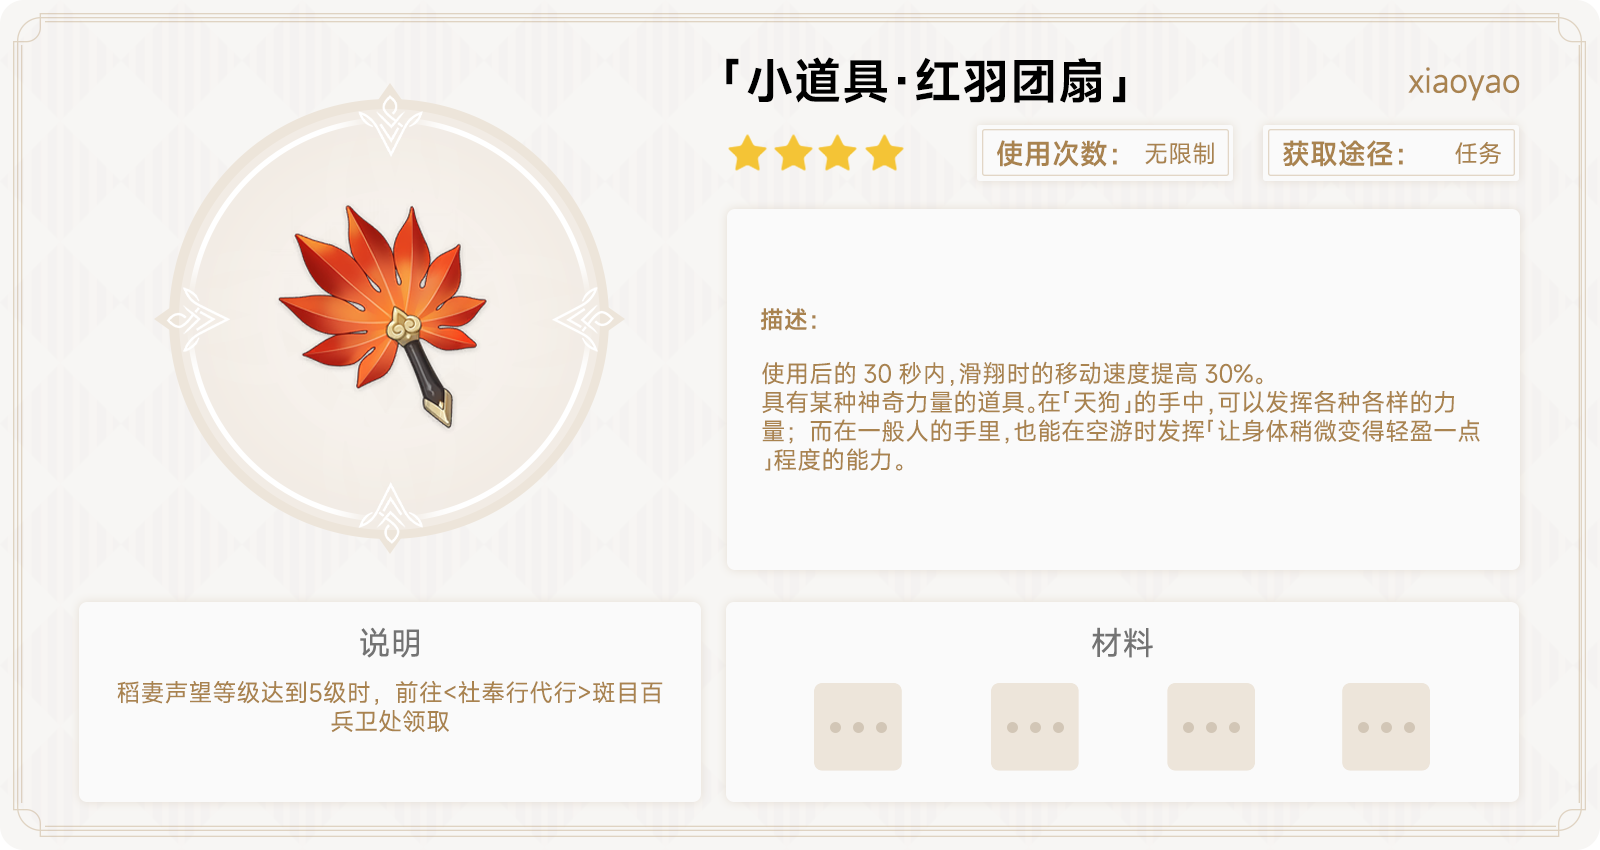 「小道具·红羽团扇」
xiaoyao
使用次数： 无限制
获取途径： 任务
描述：
使用后的 30 秒内，滑翔时的移动速度提高 30%。
具有某种神奇力量的道具。在「天狗」的手中，可以发挥各种各样的力
量；而在一般人的手里，也能在空游时发挥「让身体稍微变得轻盈一点
」程度的能力。
说明
稻妻声望等级达到5级时，前往<社奉行代行>斑目百
兵卫处领取
材料